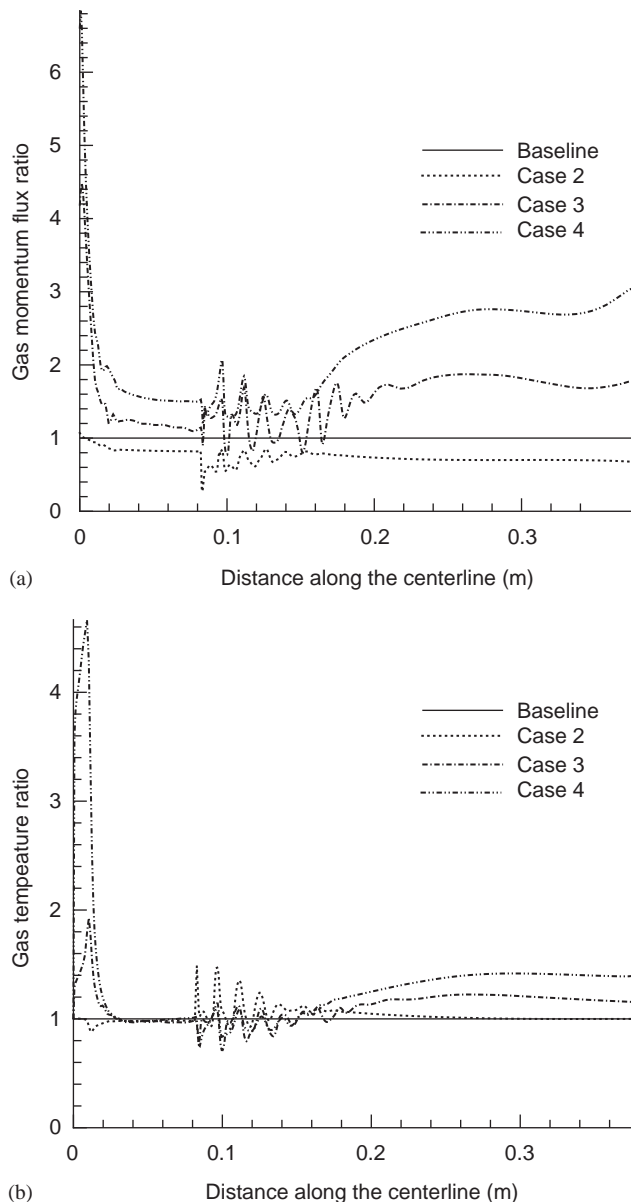 6
5
4
3
2
1
0
Gas momentum flux ratio
Baseline
Case 2
Case 3
Case 4
0
0.1
0.2
0.3
(a)
Distance along the centerline (m)
4
3
2
1
0
Gas tempeature ratio
Baseline
Case 2
Case 3
Case 4
0
0.1
0.2
0.3
(b)
Distance along the centerline (m)